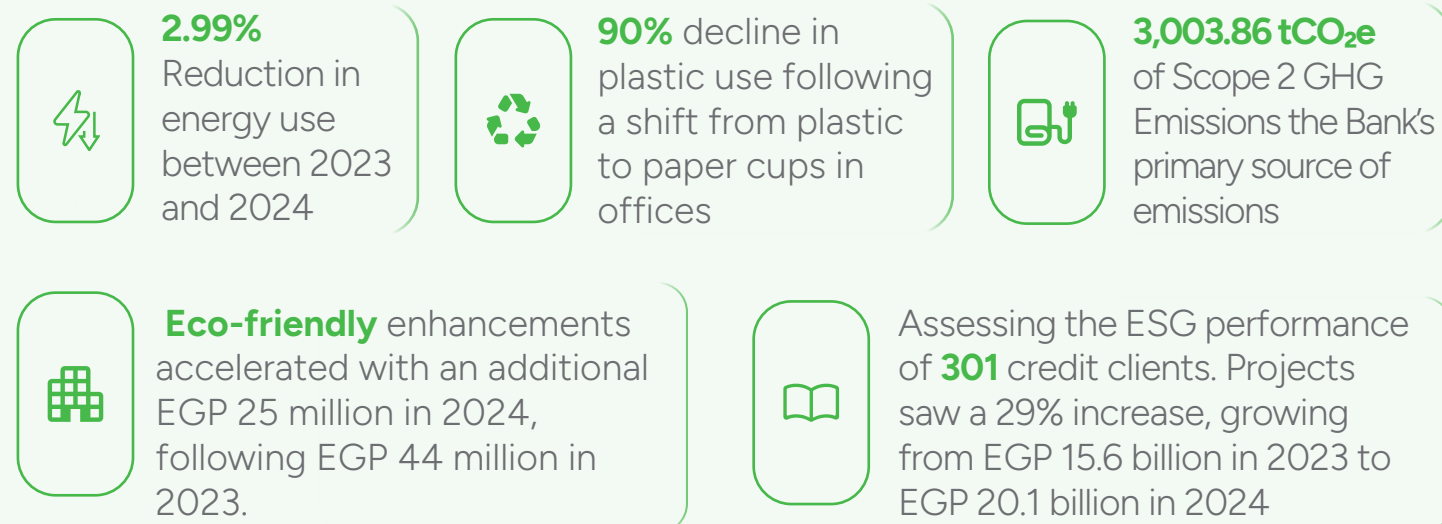 2.99%
Reduction in
energy use
between 2023
and 2024
90% decline in
plastic use following
a shift from plastic
to paper cups in
offices
3,003.86 tCO₂e
of Scope 2 GHG
Emissions the Bank's
primary source of
emissions
Eco-friendly enhancements
accelerated with an additional
EGP 25 million in 2024,
following EGP 44 million in
2023.
Assessing the ESG performance
of 301 credit clients. Projects
saw a 29% increase, growing
from EGP 15.6 billion in 2023 to
EGP 20.1 billion in 2024